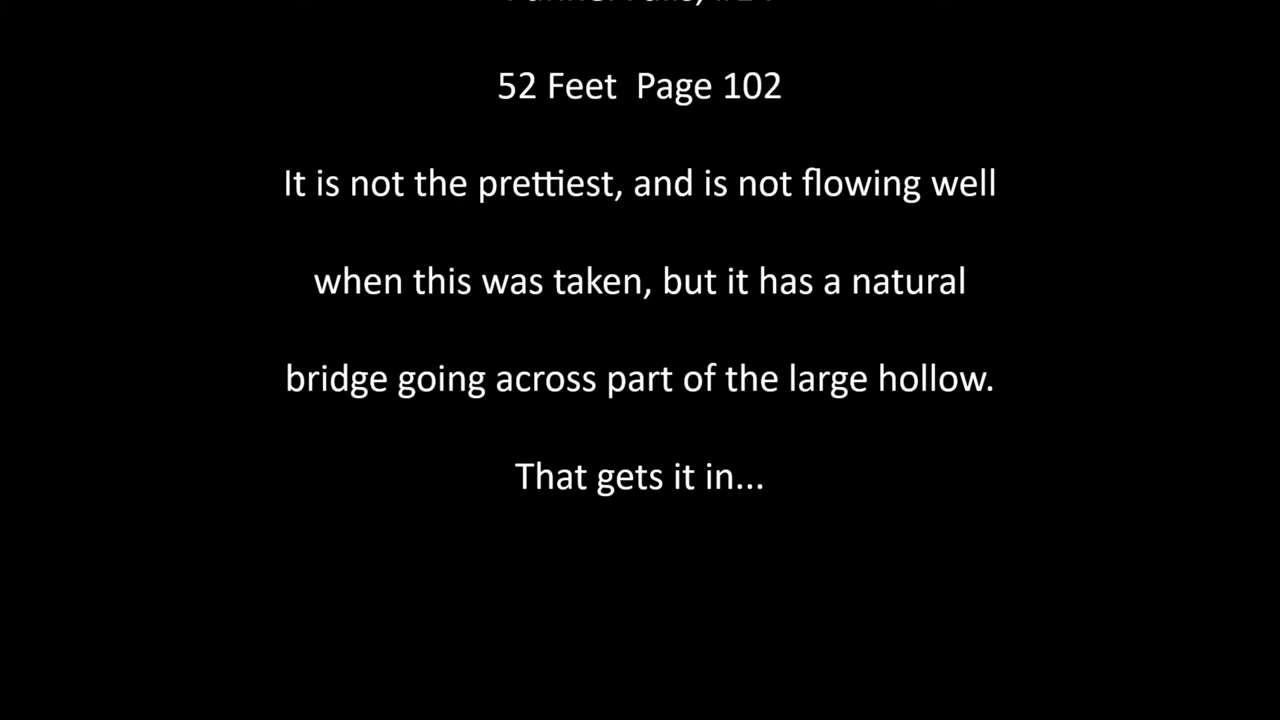 52 Feet  Page 102
It is not the prettiest, and is not flowing well
when this was taken, but it has a natural
bridge going across part of the large hollow.
That gets it in...